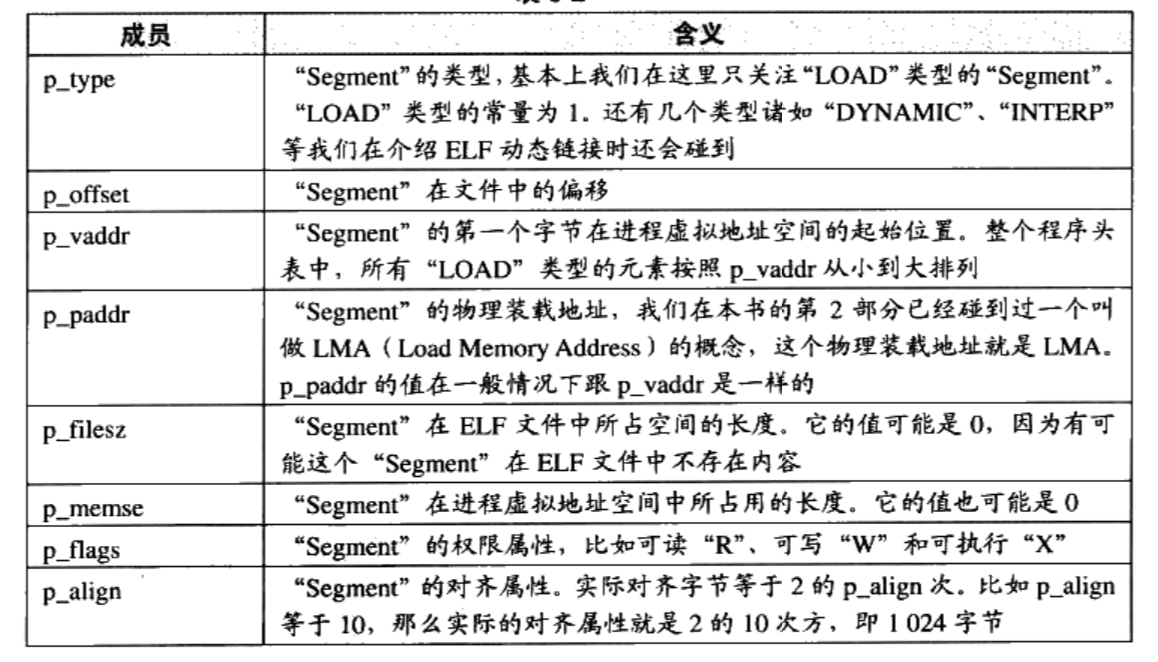 成员 含义
p_type “Segment”的类型,基本上我们在这里只关注“LOAD”类型的“Segment”。
“LOAD”类型的常量为 1。还有几个类型诸如“DYNAMIC”、“INTERP”
等我们在介绍 ELF 动态链接时还会碰到
p_offset “Segment”在文件中的偏移
p_vaddr “Segment”的第一个字节在进程虚拟地址空间的起始位置。整个程序头
表中，所有“LOAD”类型的元素按照 p_vaddr 从小到大排列
p_paddr “Segment”的物理装载地址，我们在本书的第 2 部分已经碰到过一个叫
做 LMA（Load Memory Address）的概念，这个物理装载地址就是 LMA。
p_paddr 的值在一般情况下跟 p_vaddr 是一样的
p_filesz “Segment”在 ELF 文件中所占空间的长度。它的值可能是 0，因为有可
能这个“Segment”在 ELF 文件中不存在内容
p_memse “Segment”在进程虚拟地址空间中所占用的长度。它的值也可能是 0
p_flags “Segment”的权限属性，比如可读“R”、可写“W”和可执行“X”
p_align “Segment”的对齐属性。实际对齐字节等于 2 的 p_align 次。比如 p_align
等于 10，那么实际的对齐属性就是 2 的 10 次方，即 1 024 字节